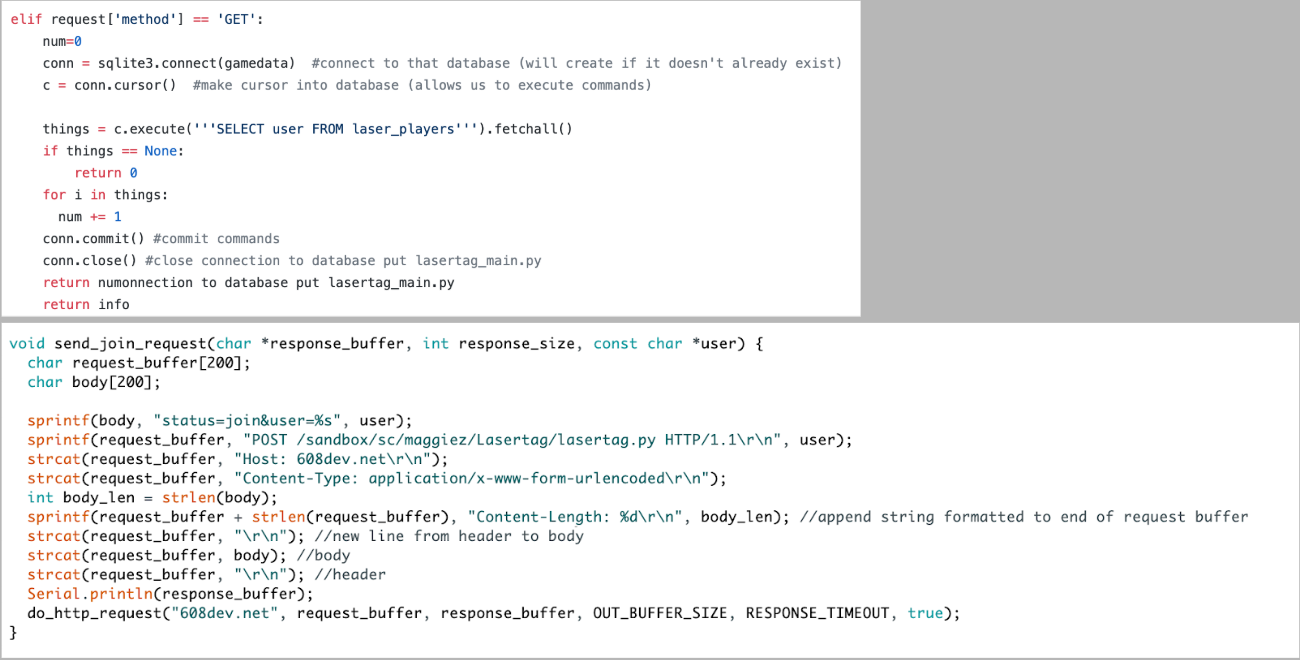 elif request['method'] == 'GET':
    num=0
    conn = sqlite3.connect(gamedata)  #connect to that database (will create if it doesn't already exist)
    c = conn.cursor()  #make cursor into database (allows us to execute commands)

    things = c.execute('''SELECT user FROM laser_players''').fetchall()
    if things == None:
        return 0
    for i in things:
      num += 1
    conn.commit() #commit commands
    conn.close() #close connection to database put lasertag_main.py
    return numonnection to database put lasertag_main.py
    return info
void send_join_request(char *response_buffer, int response_size, const char *user) {
  char request_buffer[200];
  char body[200];

  sprintf(body, "status=join&user=%s", user);
  sprintf(request_buffer, "POST /sandbox/sc/maggiez/Lasertag/lasertag.py HTTP/1.1\r\n", user);
  strcat(request_buffer, "Host: 608dev.net\r\n");
  strcat(request_buffer, "Content-Type: application/x-www-form-urlencoded\r\n");
  int body_len = strlen(body);
  sprintf(request_buffer + strlen(request_buffer), "Content-Length: %d\r\n", body_len); //append string formatted to end of request buffer
  strcat(request_buffer, "\r\n"); //new line from header to body
  strcat(request_buffer, body); //body
  strcat(request_buffer, "\r\n"); //header
  Serial.println(response_buffer);
  do_http_request("608dev.net", request_buffer, response_buffer, OUT_BUFFER_SIZE, RESPONSE_TIMEOUT, true);
}